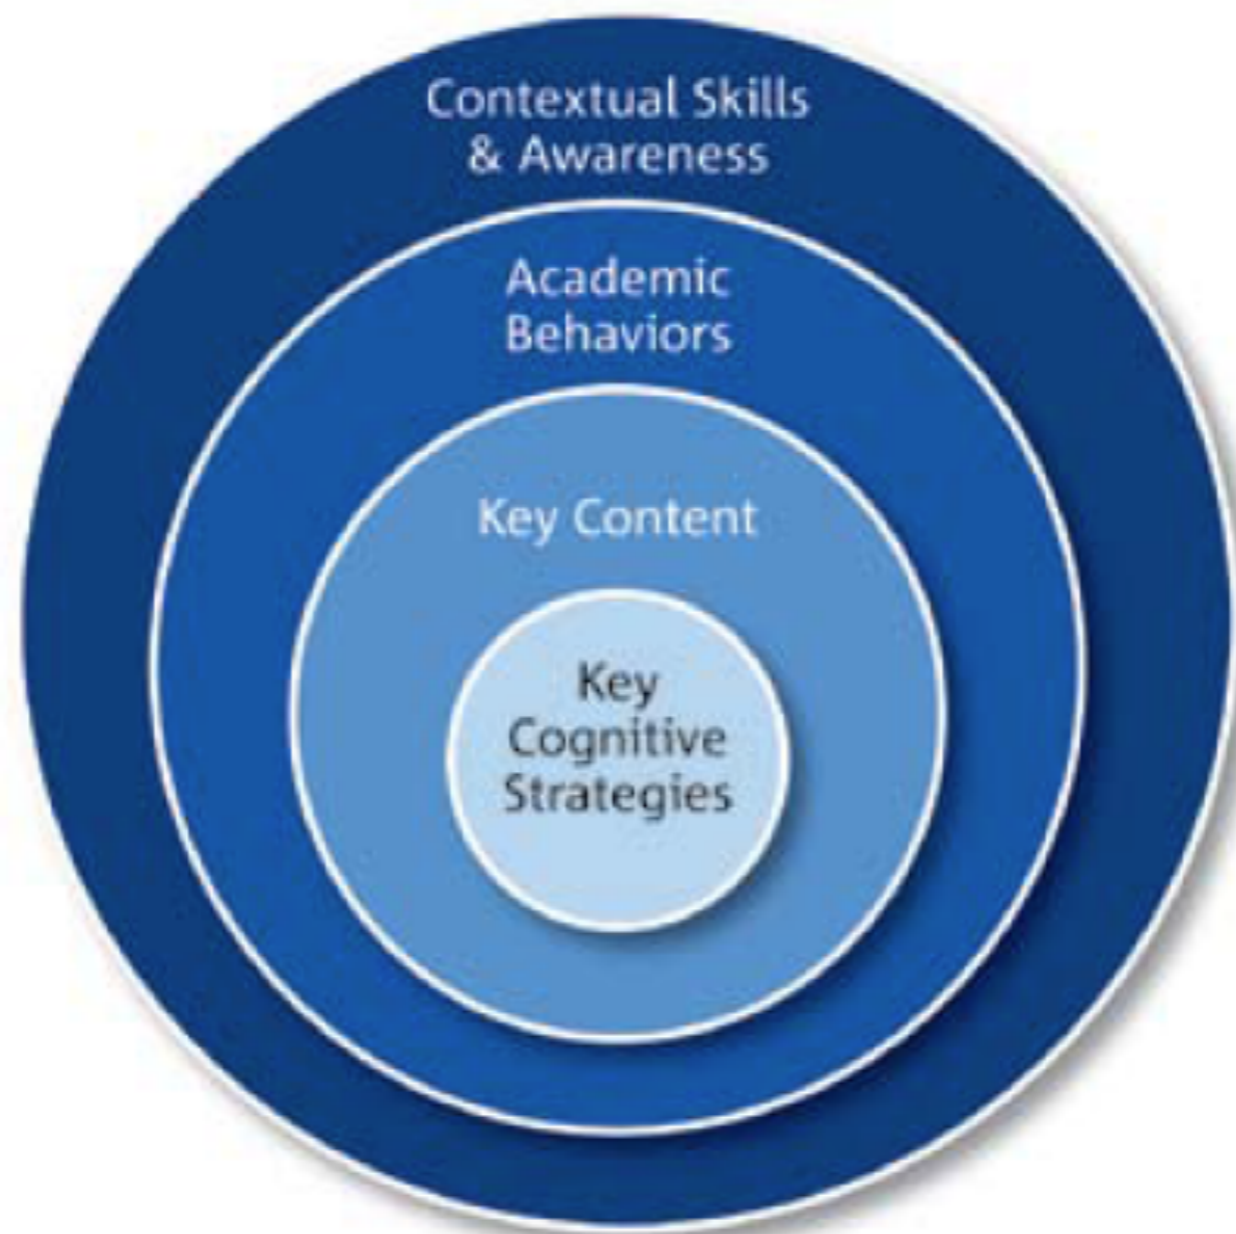 Contextual Skills
& Awareness
Academic
Behaviors
Key Content
Key
Cognitive
Strategies